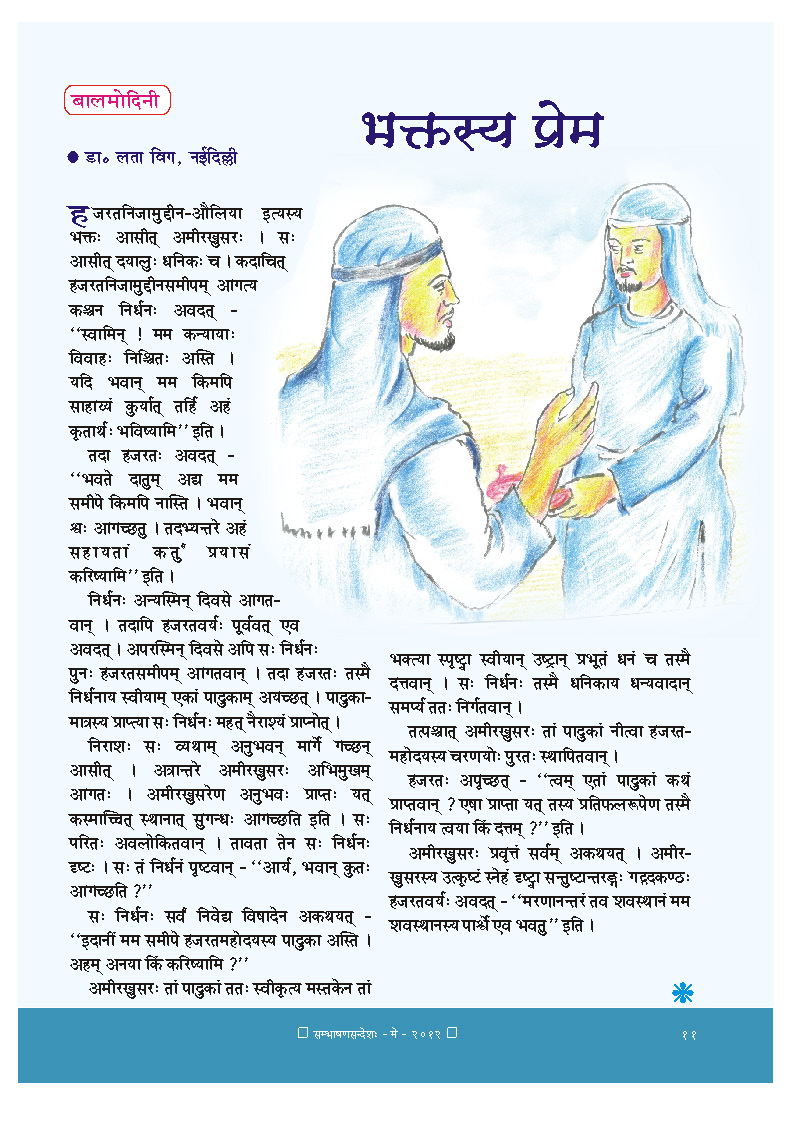 बालमोदिनी
भक्तस्य प्रेम
● डा॰ लता विग, नईदिल्ली
हजरतनिजामुद्दीन-औलिया इत्यस्य
भक्तः आसीत् अमीरखुसरः । सः
आसीत् दयालुः धनिकः च । कदाचित्
हजरतनिजामुद्दीनसमीपम् आगत्य
कश्चन निर्धनः अवदत् -
“स्वामिन् ! मम कन्यायाः
विवाहः निश्चितः अस्ति ।
यदि भवान् मम किमपि
साहाय्यं कुर्यात् तर्हि अहं
कृतार्थः भविष्यामि” इति ।
तदा हजरतः अवदत् -
“भवते दातुम् अद्य मम
समीपे किमपि नास्ति । भवान्
श्वः आगच्छतु । तदभ्यन्तरे अहं
सहायतां कर्तुं प्रयासं
करिष्यामि” इति ।
निर्धनः अन्यस्मिन् दिवसे आगत-
वान् । तदापि हजरतवर्यः पूर्ववत् एव
अवदत् । अपरस्मिन् दिवसे अपि सः निर्धनः
पुनः हजरतसमीपम् आगतवान् । तदा हजरतः तस्मै
निर्धनाय स्वीयाम् एकां पादुकाम् अयच्छत् । पादुका-
मात्रस्य प्राप्त्या सः निर्धनः महत् नैराश्यं प्राप्नोत् ।
निराशः सः व्यथाम् अनुभवन् मार्गे गच्छन्
आसीत् । अत्रान्तरे अमीरखुसरः अभिमुखम्
आगतः । अमीरखुसरेण अनुभवः प्राप्तः यत्
कस्माच्चित् स्थानात् सुगन्धः आगच्छति इति । सः
परितः अवलोकितवान् । तावता तेन सः निर्धनः
दृष्टः । सः तं निर्धनं पृष्टवान् - “आर्य, भवान् कुतः
आगच्छति ?”
सः निर्धनः सर्वं निवेद्य विषादेन अकथयत् -
“इदानीं मम समीपे हजरतमहोदयस्य पादुका अस्ति ।
अहम् अनया किं करिष्यामि ?”
अमीरखुसरः तां पादुकां ततः स्वीकृत्य मस्तकेन तां
भक्त्या स्पृष्ट्वा स्वीयान् उष्ट्रान् प्रभूतं धनं च तस्मै
दत्तवान् । सः निर्धनः तस्मै धनिकाय धन्यवादान्
समर्प्य ततः निर्गतवान् ।
तत्पश्चात् अमीरखुसरः तां पादुकां नीत्वा हजरत-
महोदयस्य चरणयोः पुरतः स्थापितवान् ।
हजरतः अपृच्छत् - “त्वम् एतां पादुकां कथं
प्राप्तवान् ? एषा प्राप्ता यत् तस्य प्रतिफलरूपेण तस्मै
निर्धनाय त्वया किं दत्तम् ?” इति ।
अमीरखुसरः प्रवृत्तं सर्वम् अकथयत् । अमीर-
खुसरस्य उत्कृष्टं स्नेहं दृष्ट्वा सन्तुष्टान्तरङ्गः गद्गदकण्ठः
हजरतवर्यः अवदत् - “मरणानन्तरं तव शवस्थानं मम
शवस्थानस्य पार्श्वे एव भवतु” इति ।
सम्भाषणसन्देशः - मे - २०१२
११